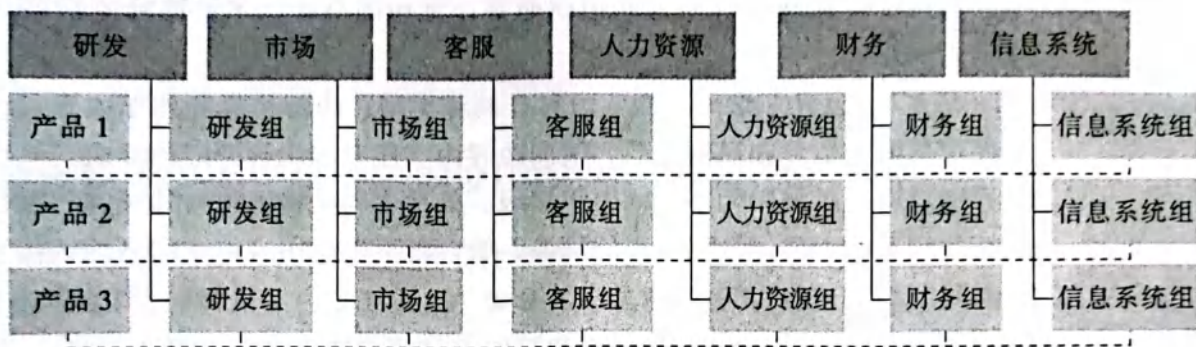 研发 市场 客服 人力资源 财务 信息系统
产品 1 研发组 市场组 客服组 人力资源组 财务组 信息系统组
产品 2 研发组 市场组 客服组 人力资源组 财务组 信息系统组
产品 3 研发组 市场组 客服组 人力资源组 财务组 信息系统组